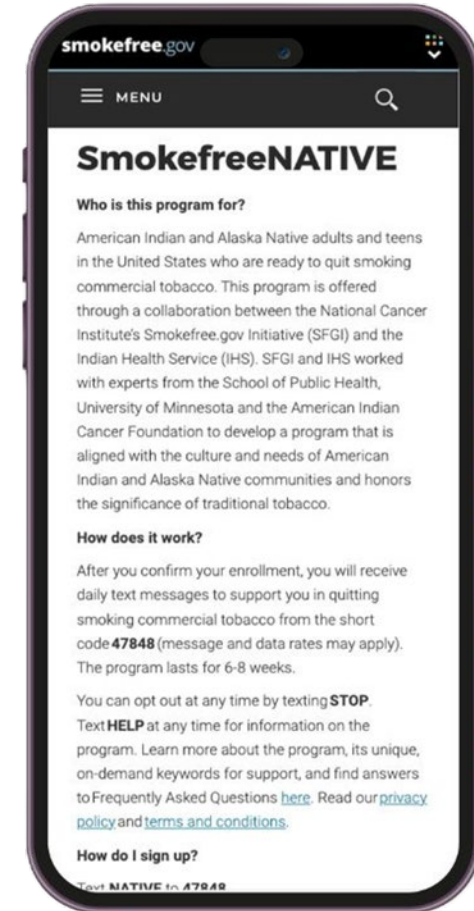 smokefree.gov
MENU
SmokefreeNATIVE
Who is this program for?
American Indian and Alaska Native adults and teens
in the United States who are ready to quit smoking
commercial tobacco. This program is offered
through a collaboration between the National Cancer
Institute's Smokefree.gov Initiative (SFGI) and the
Indian Health Service (IHS). SFGI and IHS worked
with experts from the School of Public Health,
University of Minnesota and the American Indian
Cancer Foundation to develop a program that is
aligned with the culture and needs of American
Indian and Alaska Native communities and honors
the significance of traditional tobacco.
How does it work?
After you confirm your enrollment, you will receive
daily text messages to support you in quitting
smoking commercial tobacco from the short
code 47848 (message and data rates may apply).
The program lasts for 6-8 weeks.
You can opt out at any time by texting STOP.
Text HELP at any time for information on the
program. Learn more about the program, its unique,
on-demand keywords for support, and find answers
to Frequently Asked Questions here. Read our privacy
policy and terms and conditions.
How do I sign up?
Text NATIVE to 47848